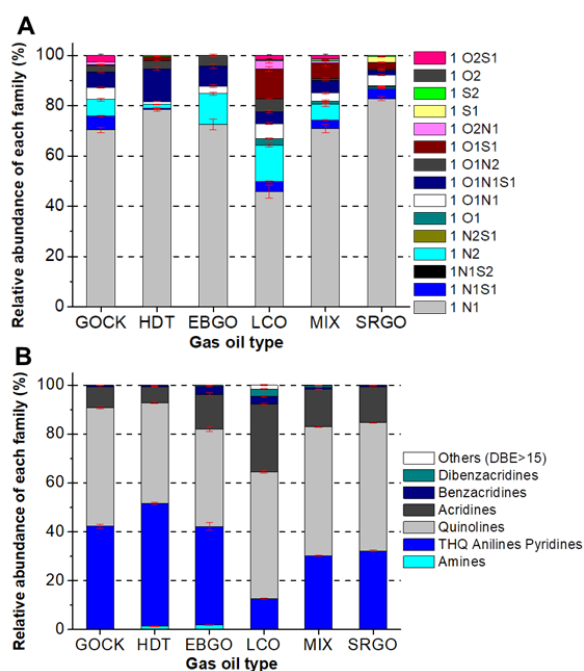 A
Relative abundance of each family (%)
100
80
60
40
20
0
GOCK HDT EBGO LCO MIX SRGO
Gas oil type
1 O2S1
1 O2
1 S2
1 S1
1 O2N1
1 O1S1
1 O1N2
1 O1N1S1
1 O1N1
1 O1
1 N2S1
1 N2
1N1S2
1 N1S1
1 N1
B
Relative abundance of each family (%)
100
80
60
40
20
0
GOCK HDT EBGO LCO MIX SRGO
Gas oil type
Others (DBE>15)
Dibenzacridines
Benzacridines
Acridines
Quinolines
THQ Anilines Pyridines
Amines